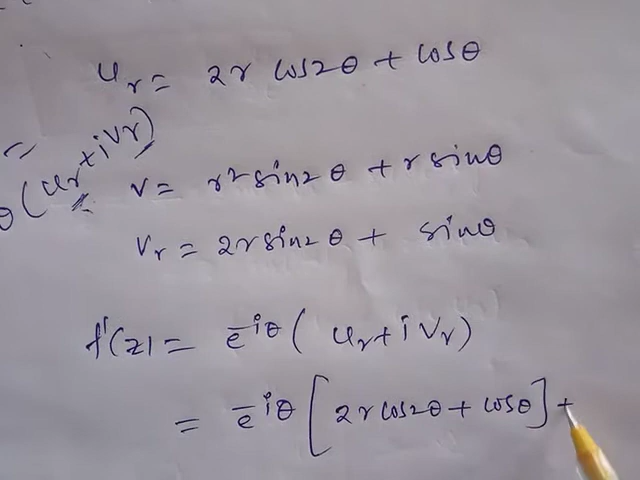 u_r = 2r cos2θ + cosθ
=
θ(u_r + i v_r)
v = r² sin2θ + r sinθ
v_r = 2r sin2θ + sinθ
f'(z) = e^-iθ ( u_r + i v_r )
= e^-iθ [ 2r cos2θ + cosθ ] +